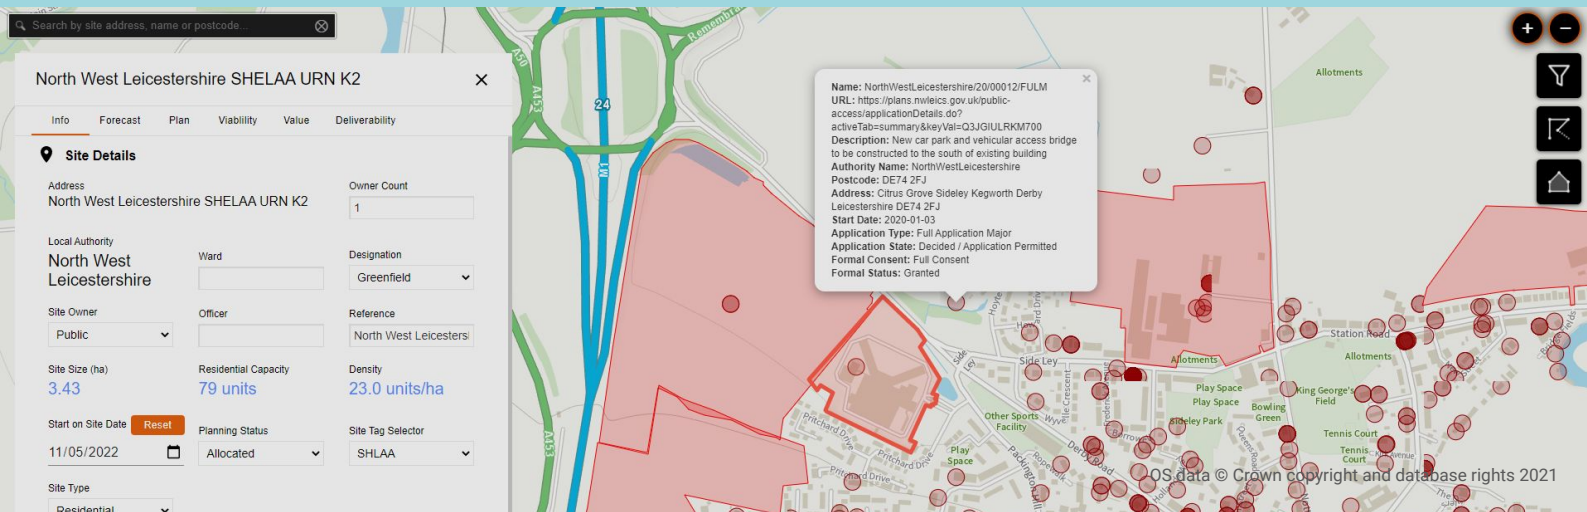 Search by site address, name or postcode...
North West Leicestershire SHELAA URN K2
Info Forecast Plan Viablility Value Deliverability
Site Details
Address
North West Leicestershire SHELAA URN K2
Owner Count
1
Local Authority
North West
Leicestershire
Ward
Designation
Greenfield
Site Owner
Public
Officer
Reference
North West Leicesters
Site Size (ha)
3.43
Residential Capacity
79 units
Density
23.0 units/ha
Start on Site Date
Reset
11/05/2022
Planning Status
Allocated
Site Tag Selector
SHLAA
Site Type
Residential
Name: NorthWestLeicestershire/20/00012/FULM
URL: https://plans.nwleics.gov.uk/public-
access/applicationDetails.do?
activeTab=summary&keyVal=Q3JGIULRKM700
Description: New car park and vehicular access bridge
to be constructed to the south of existing building
Authority Name: NorthWestLeicestershire
Postcode: DE74 2FJ
Address: Citrus Grove Sideley Kegworth Derby
Leicestershire DE74 2FJ
Start Date: 2020-01-03
Application Type: Full Application Major
Application State: Decided / Application Permitted
Formal Consent: Full Consent
Formal Status: Granted
A50
A453
Remembra
24
M1
A453
Allotments
Side
Ley
Side Ley
Station Road
Allotments
Allotments
Play Space
Play Space
Sideley Park
Bowling
Green
King George's
Field
Other Sports
Facility
Tennis Court
Tennis
Court
Pritchard Drive
Pritchard Drive
Pritchard Drive
Play
Space
Derby Road
OS data © Crown copyright and database rights 2021